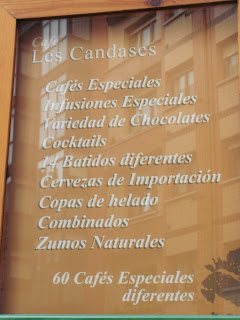 Café
Les Candases
Cafés Especiales
Infusiones Especiales
Variedad de Chocolates
Cocktails
14 Batidos diferentes
Cervezas de Importación
Copas de helado
Combinados
Zumos Naturales
60 Cafés Especiales
diferentes